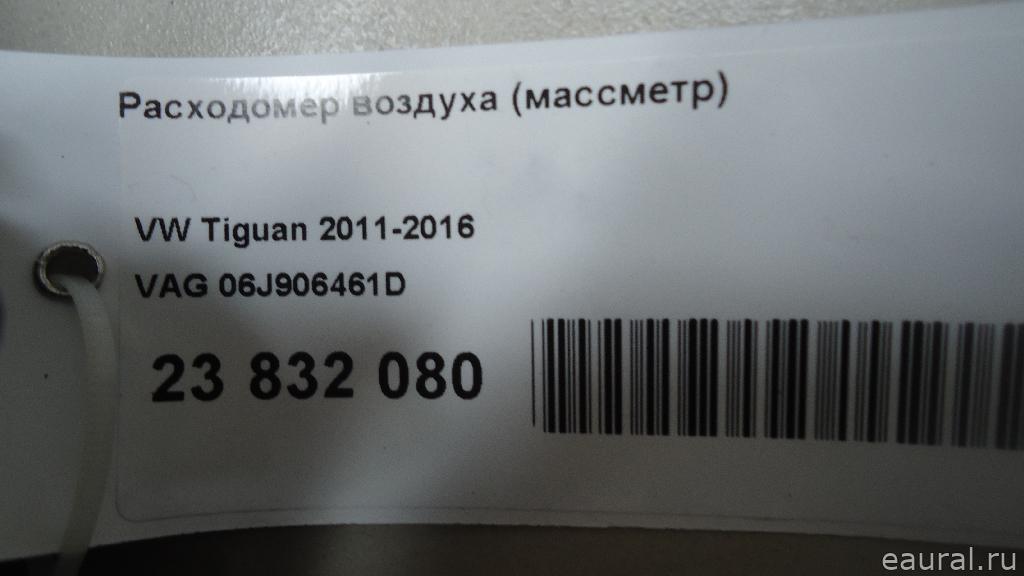 Расходомер воздуха (массметр)
VW Tiguan 2011-2016
VAG 06J906461D
23 832 080
eaural.ru